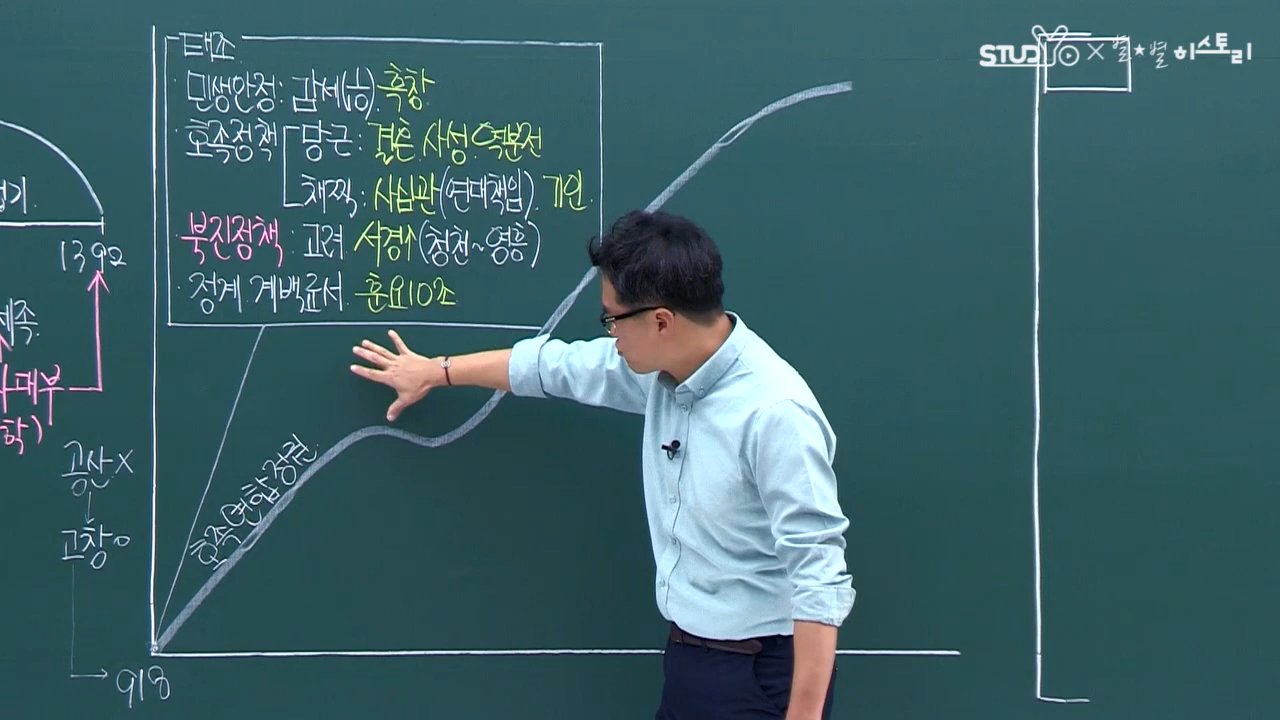 STUDIO × 별★별 히스토리
태조
· 민생안정: 감세(1/10). 흑창
· 호족정책 당근: 결혼. 사성. 역분전
채찍: 사심관(연대책임). 기인
· 북진정책: 고려 서경↑(청천~영흥)
· 정계. 계백료서. 훈요10조
1392
대부
학)
공산 ×
↓
고창 ○
→ 918
호족연합정권